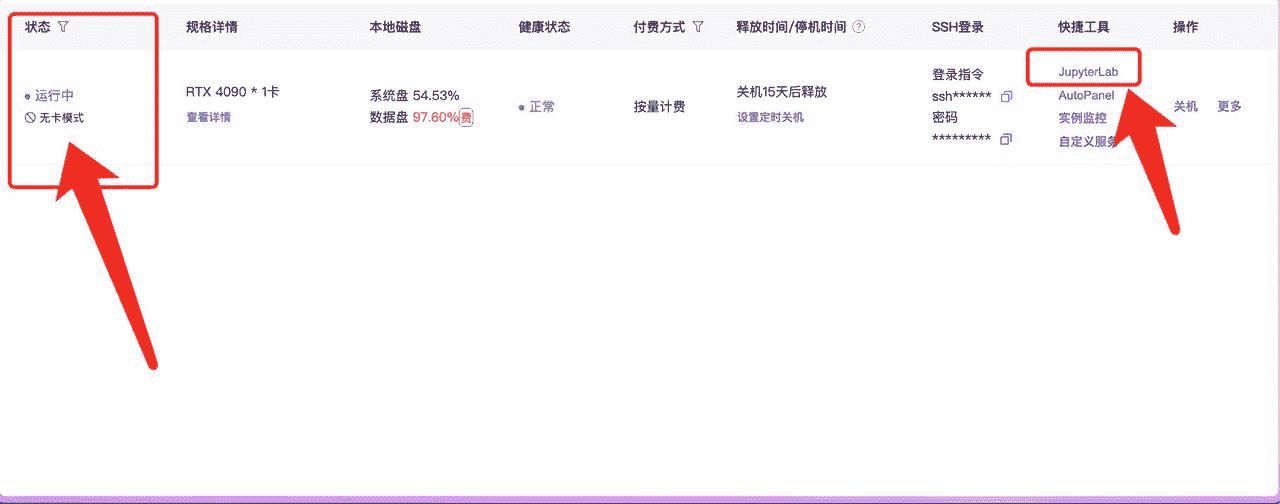 状态 规格详情 本地磁盘 健康状态 付费方式 释放时间/停机时间 ? SSH登录 快捷工具 操作
运行中
无卡模式
RTX 4090 * 1卡
查看详情
系统盘 54.53%
数据盘 97.60% 费
正常
按量计费
关机15天后释放
设置定时关机
登录指令
ssh******
密码
*********
JupyterLab
AutoPanel
实例监控
自定义服务
关机 更多